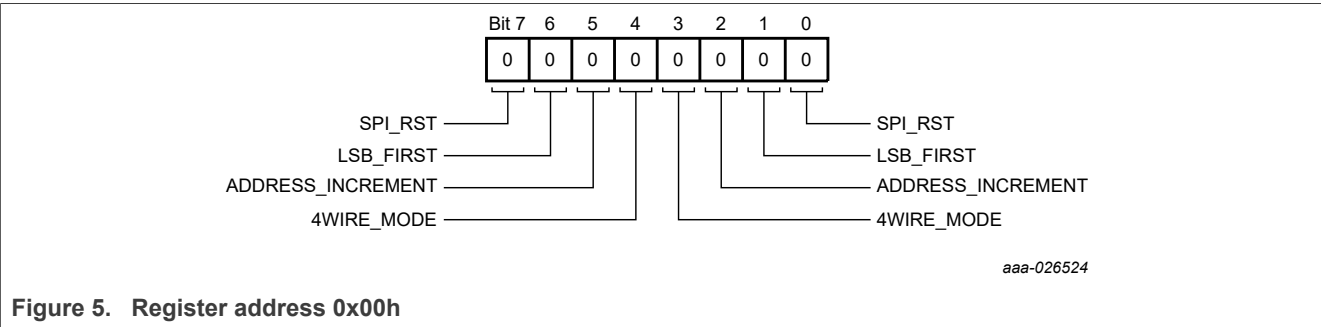 Bit 7 6 5 4 3 2 1 0
0 0 0 0 0 0 0 0
SPI_RST SPI_RST
LSB_FIRST LSB_FIRST
ADDRESS_INCREMENT ADDRESS_INCREMENT
4WIRE_MODE 4WIRE_MODE
aaa-026524
Figure 5. Register address 0x00h